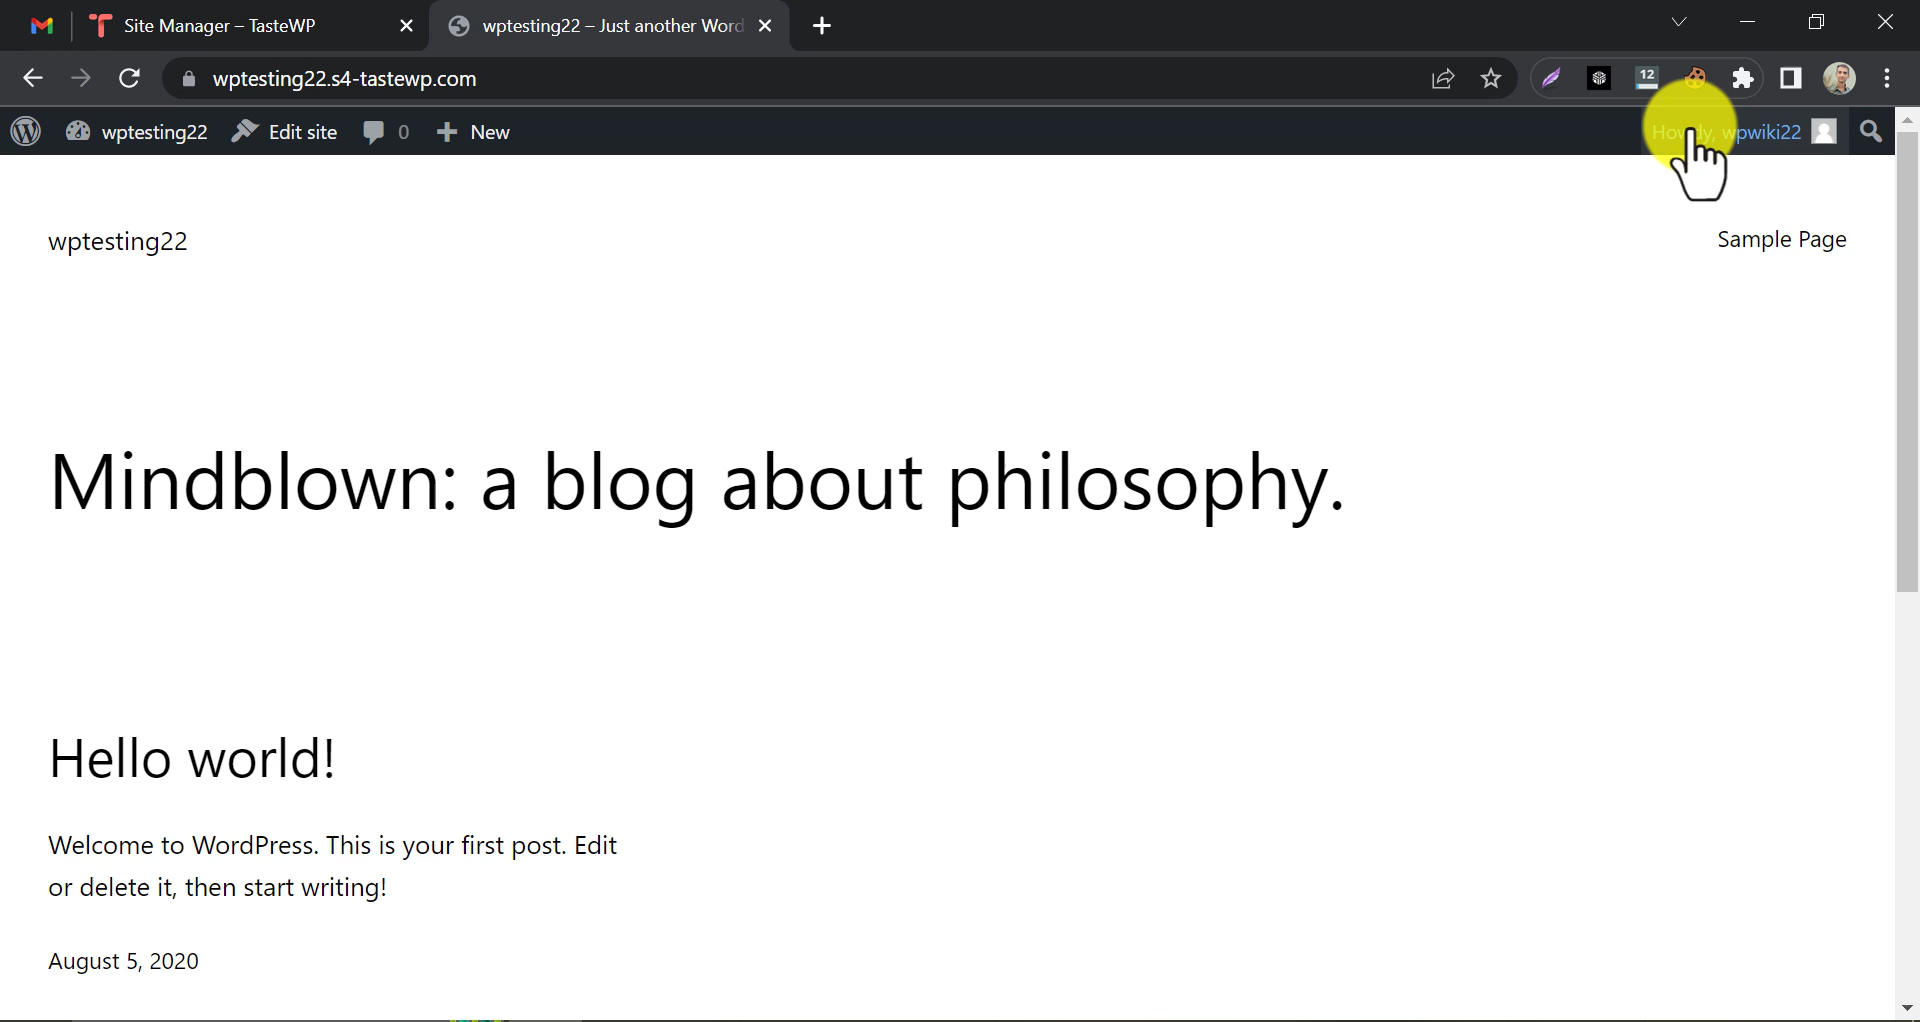 Site Manager – TasteWP
wptesting22 – Just another Word
wptesting22.s4-tastewp.com
12
wptesting22
Edit site
0
New
Howdy, wpwiki22
wptesting22
Sample Page
Mindblown: a blog about philosophy.
Hello world!
Welcome to WordPress. This is your first post. Edit
or delete it, then start writing!
August 5, 2020